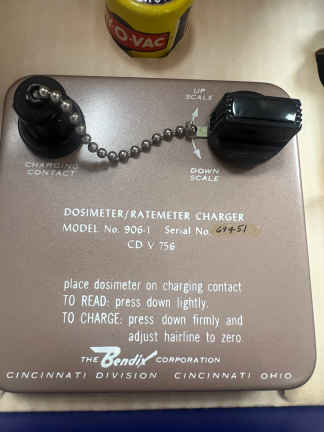 -O-VAC
UP
SCALE
CHARGING
CONTACT
DOWN
SCALE
DOSIMETER/RATEMETER CHARGER
MODEL No. 906-1 Serial No. 69451
CD V 756
place dosimeter on charging contact
TO READ: press down lightly.
TO CHARGE: press down firmly and
adjust hairline to zero.
THE Bendix CORPORATION
CINCINNATI DIVISION CINCINNATI OHIO